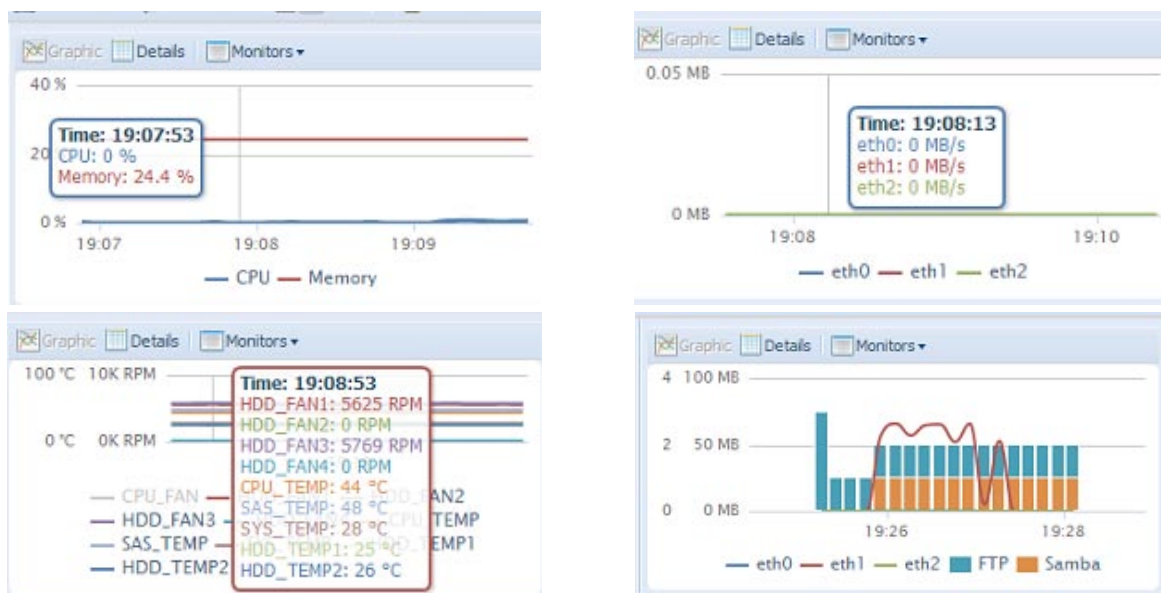 Graphic Details Monitors
40 %
Time: 19:07:53
20
CPU: 0 %
Memory: 24.4 %
0 %
19:07 19:08 19:09
CPU Memory
Graphic Details Monitors
0.05 MB
Time: 19:08:13
eth0: 0 MB/s
eth1: 0 MB/s
eth2: 0 MB/s
0 MB
19:08 19:10
eth0 eth1 eth2
Graphic Details Monitors
100 °C 10K RPM
Time: 19:08:53
HDD_FAN1: 5625 RPM
HDD_FAN2: 0 RPM
HDD_FAN3: 5769 RPM
0 °C 0K RPM
HDD_FAN4: 0 RPM
CPU_TEMP: 44 °C
SAS_TEMP: 48 °C
SYS_TEMP: 28 °C
HDD_TEMP1: 25 °C
HDD_TEMP2: 26 °C
CPU_FAN AN2
HDD_FAN3 TEMP
SAS_TEMP EMP1
HDD_TEMP2
Graphic Details Monitors
4 100 MB
2 50 MB
0 0 MB
19:26 19:28
eth0 eth1 eth2 FTP Samba